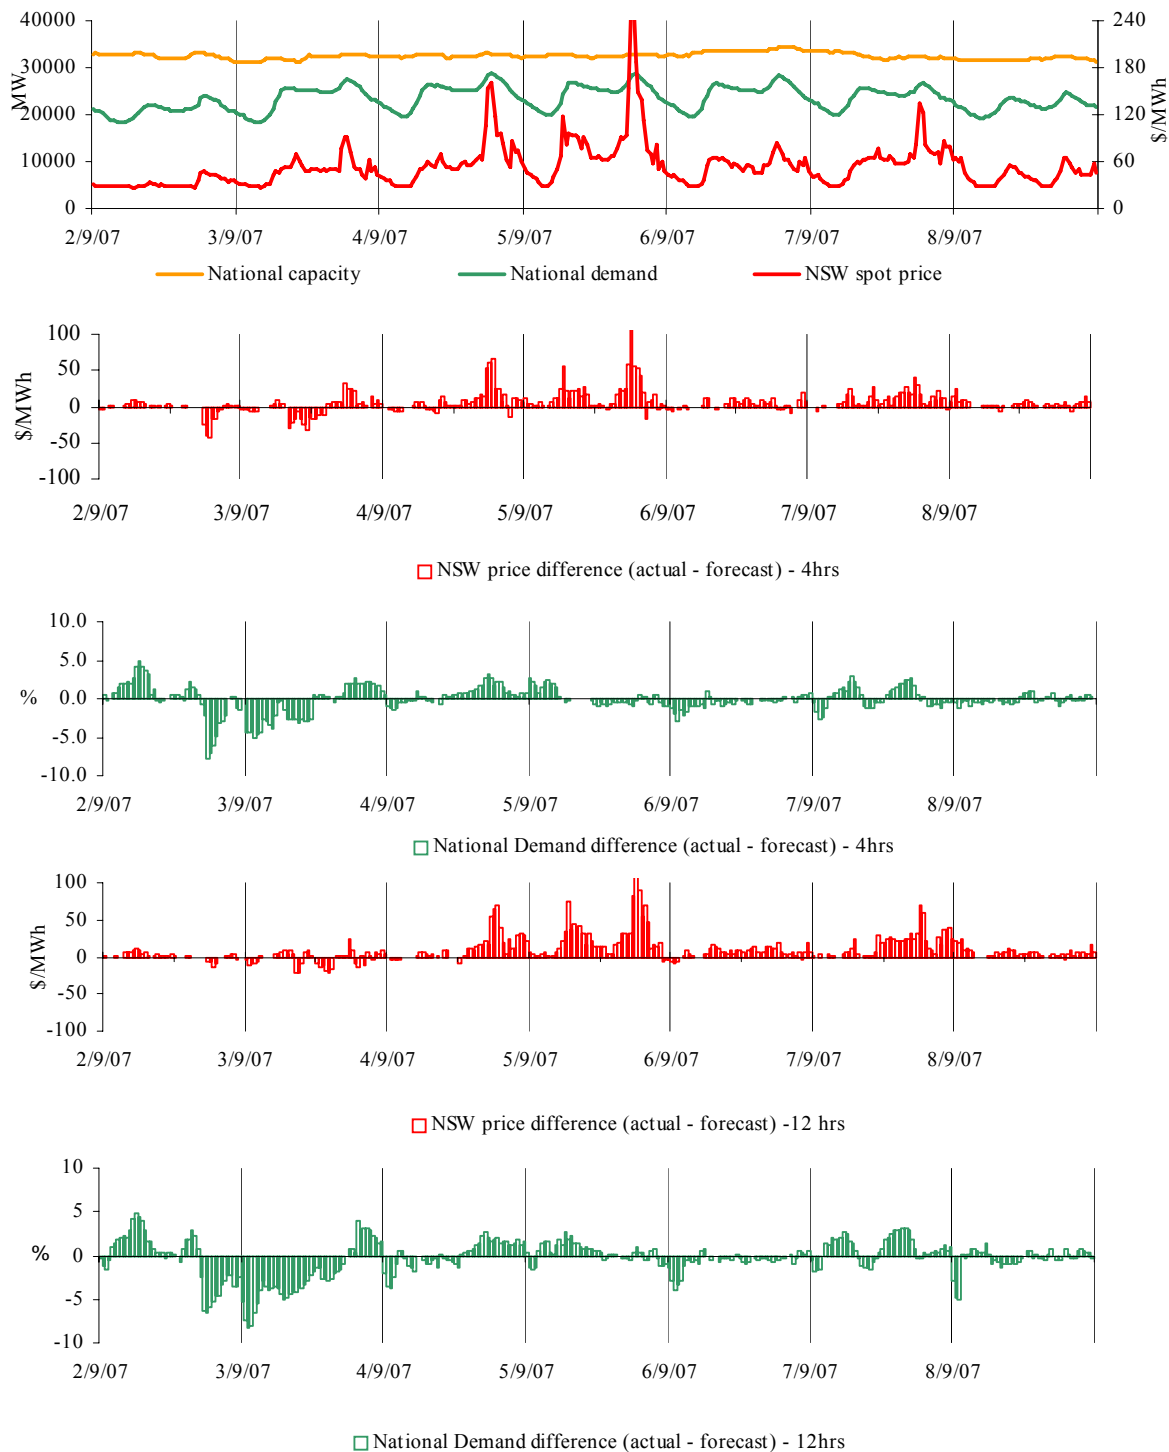 40000
30000
20000
10000
0
MW
240
180
120
60
0
$/MWh
2/9/07 3/9/07 4/9/07 5/9/07 6/9/07 7/9/07 8/9/07
National capacity National demand NSW spot price
100
50
0
-50
-100
$/MWh
2/9/07 3/9/07 4/9/07 5/9/07 6/9/07 7/9/07 8/9/07
NSW price difference (actual - forecast) - 4hrs
10.0
5.0
0.0
-5.0
-10.0
%
2/9/07 3/9/07 4/9/07 5/9/07 6/9/07 7/9/07 8/9/07
National Demand difference (actual - forecast) - 4hrs
100
50
0
-50
-100
$/MWh
2/9/07 3/9/07 4/9/07 5/9/07 6/9/07 7/9/07 8/9/07
NSW price difference (actual - forecast) -12 hrs
10
5
0
-5
-10
%
2/9/07 3/9/07 4/9/07 5/9/07 6/9/07 7/9/07 8/9/07
National Demand difference (actual - forecast) - 12hrs